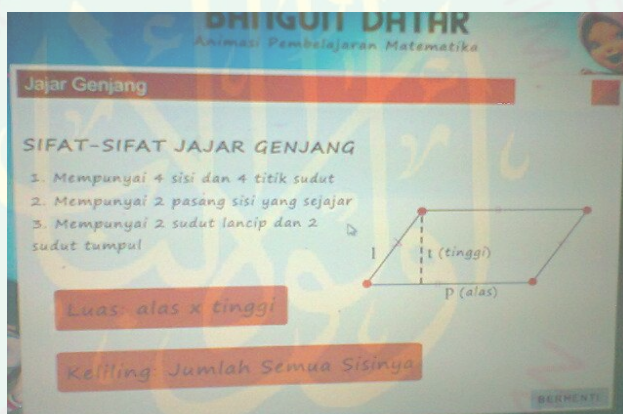 BANGUN DATAR
Animasi Pembelajaran Matematika
Jajar Genjang
SIFAT-SIFAT JAJAR GENJANG
1. Mempunyai 4 sisi dan 4 titik sudut
2. Mempunyai 2 pasang sisi yang sejajar
3. Mempunyai 2 sudut lancip dan 2
sudut tumpul
l
t (tinggi)
p (alas)
Luas: alas x tinggi
Keliling: Jumlah Semua Sisinya
BERHENTI